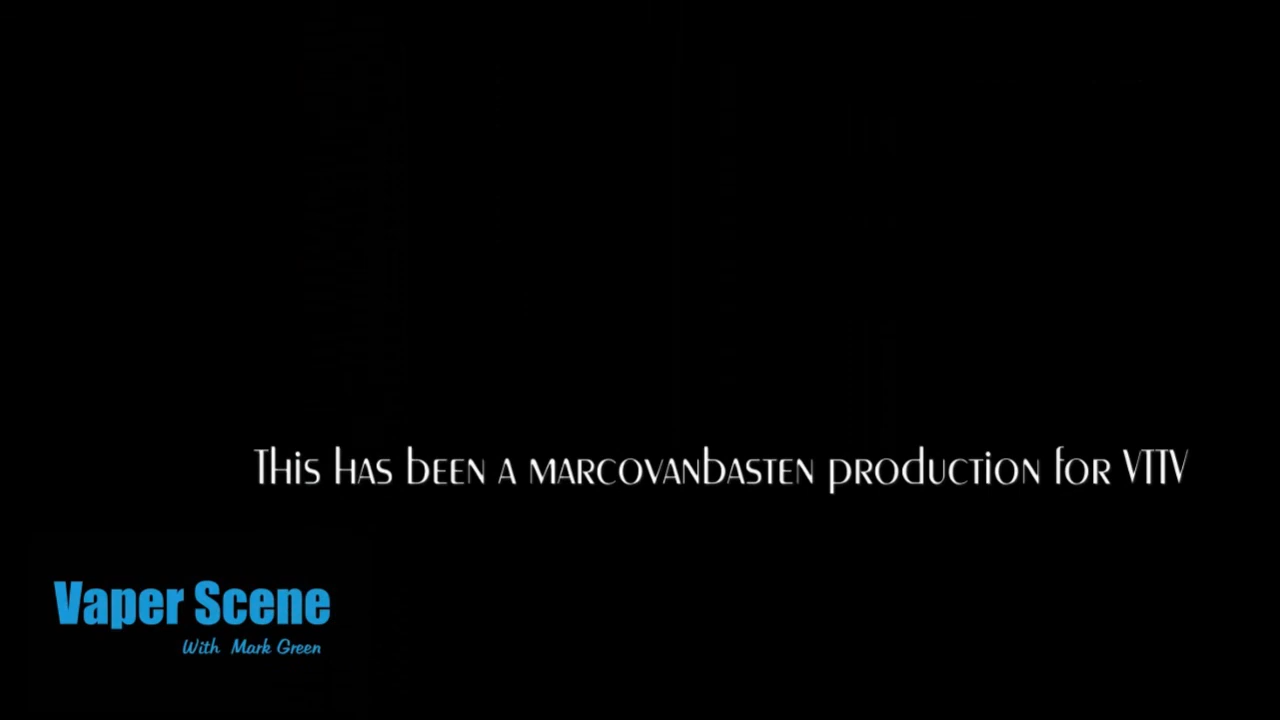 This has been a marcovanbasten production for VTTV
Vaper Scene
With Mark Green